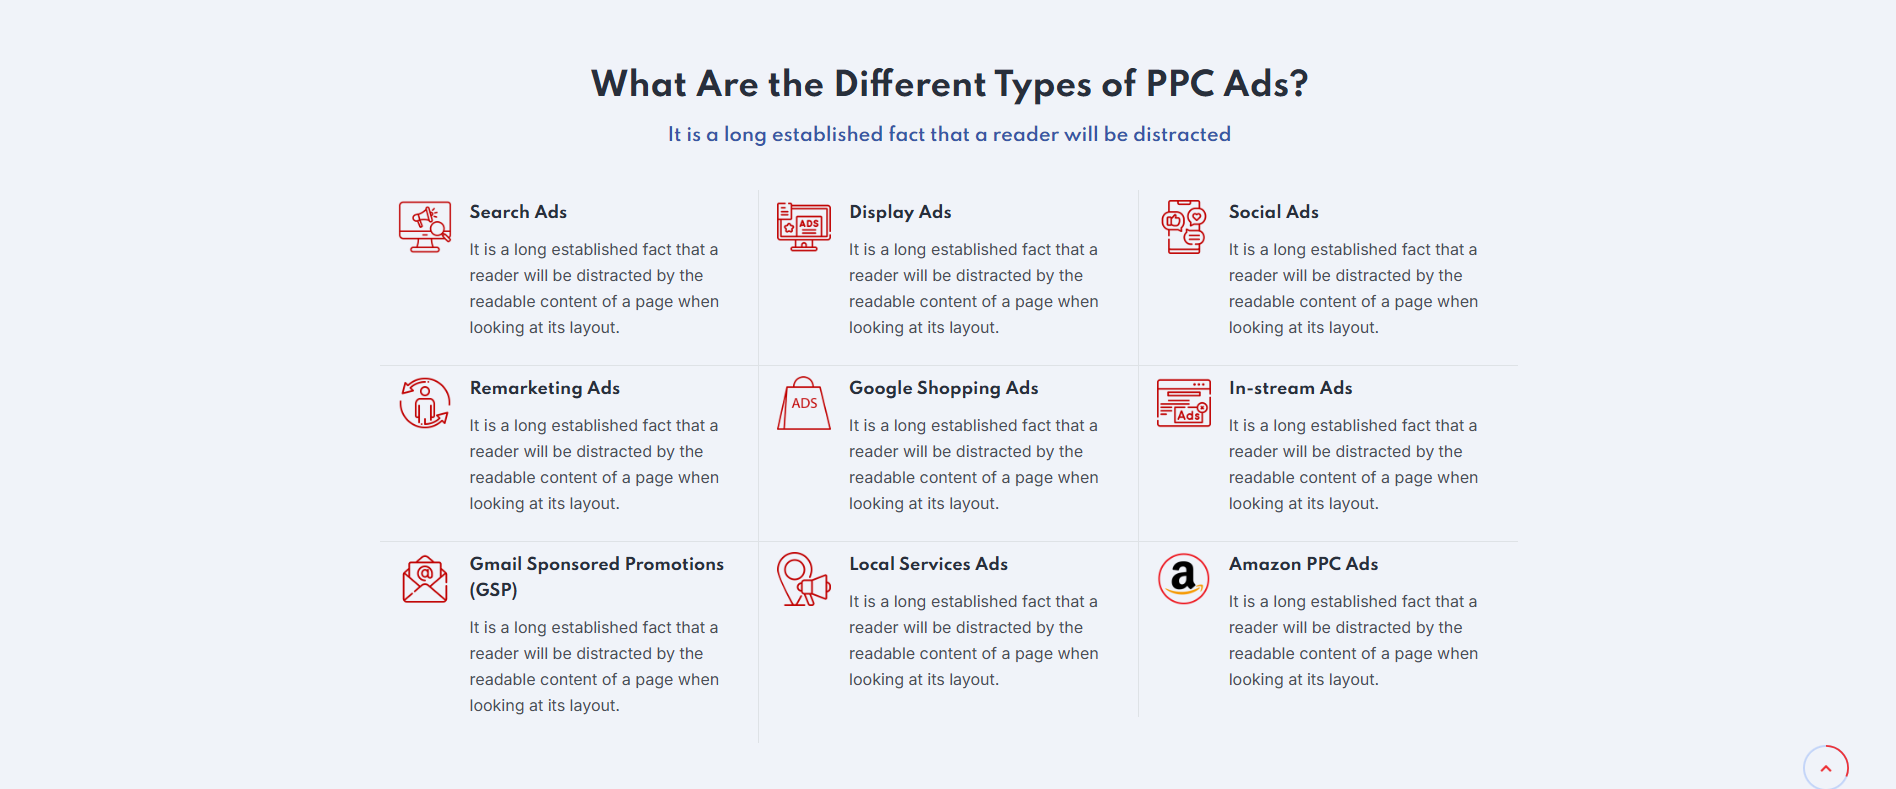 What Are the Different Types of PPC Ads?
It is a long established fact that a reader will be distracted
Search Ads
It is a long established fact that a
reader will be distracted by the
readable content of a page when
looking at its layout.
ADS
Display Ads
It is a long established fact that a
reader will be distracted by the
readable content of a page when
looking at its layout.
Social Ads
It is a long established fact that a
reader will be distracted by the
readable content of a page when
looking at its layout.
Remarketing Ads
It is a long established fact that a
reader will be distracted by the
readable content of a page when
looking at its layout.
ADS
Google Shopping Ads
It is a long established fact that a
reader will be distracted by the
readable content of a page when
looking at its layout.
Ads
In-stream Ads
It is a long established fact that a
reader will be distracted by the
readable content of a page when
looking at its layout.
@
Gmail Sponsored Promotions
(GSP)
It is a long established fact that a
reader will be distracted by the
readable content of a page when
looking at its layout.
Local Services Ads
It is a long established fact that a
reader will be distracted by the
readable content of a page when
looking at its layout.
a
Amazon PPC Ads
It is a long established fact that a
reader will be distracted by the
readable content of a page when
looking at its layout.